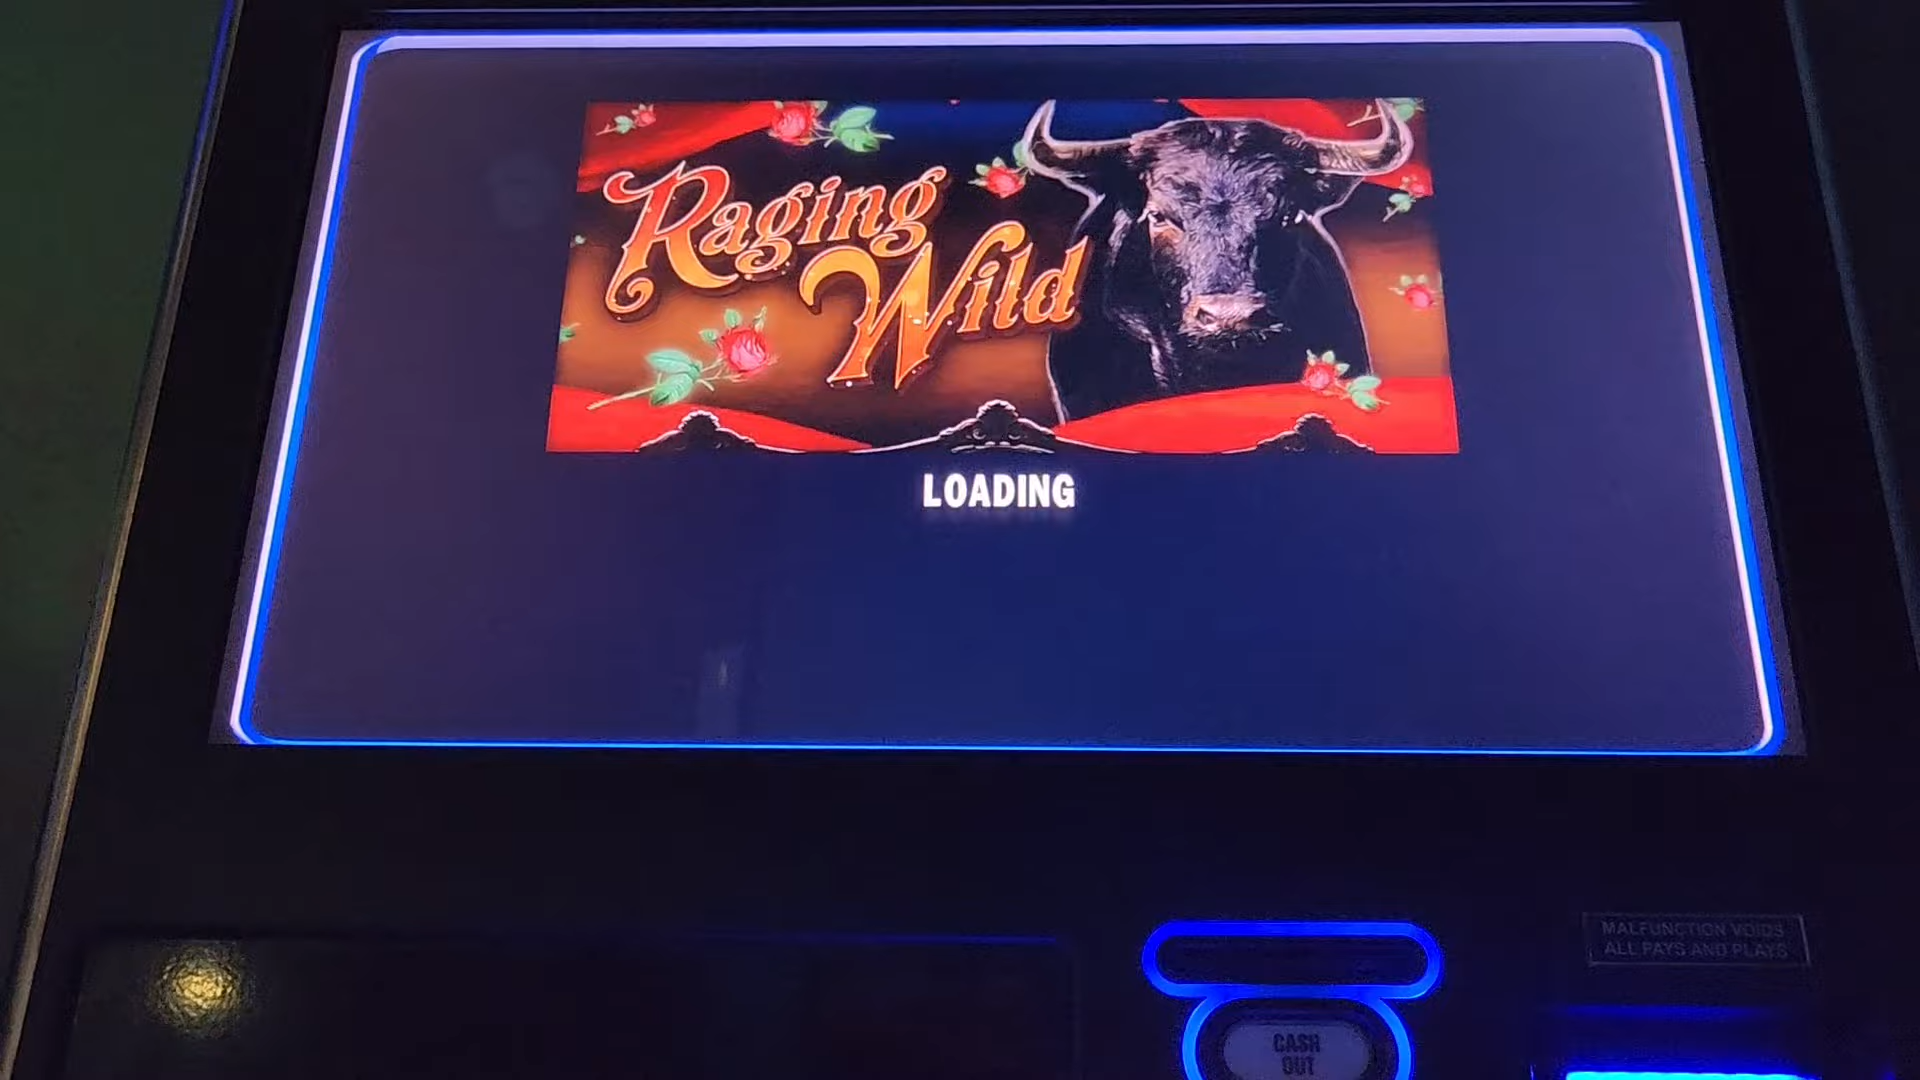 Raging
Wild
LOADING
MALFUNCTION VOIDS
ALL PAYS AND PLAYS
CASH
OUT